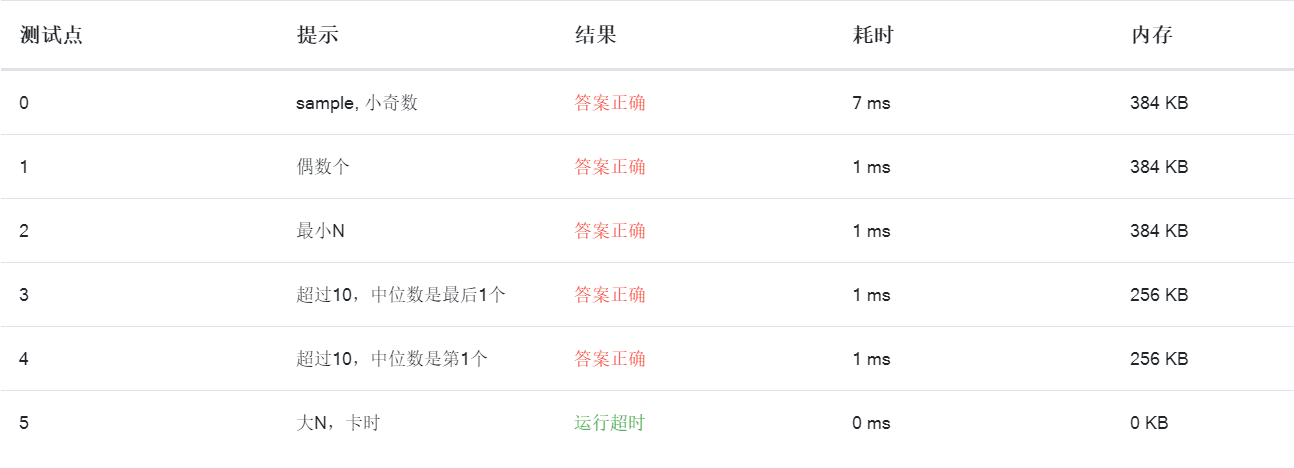 测试点 提示 结果 耗时 内存
0 sample, 小奇数 答案正确 7 ms 384 KB
1 偶数个 答案正确 1 ms 384 KB
2 最小N 答案正确 1 ms 384 KB
3 超过10，中位数是最后1个 答案正确 1 ms 256 KB
4 超过10，中位数是第1个 答案正确 1 ms 256 KB
5 大N，卡时 运行超时 0 ms 0 KB